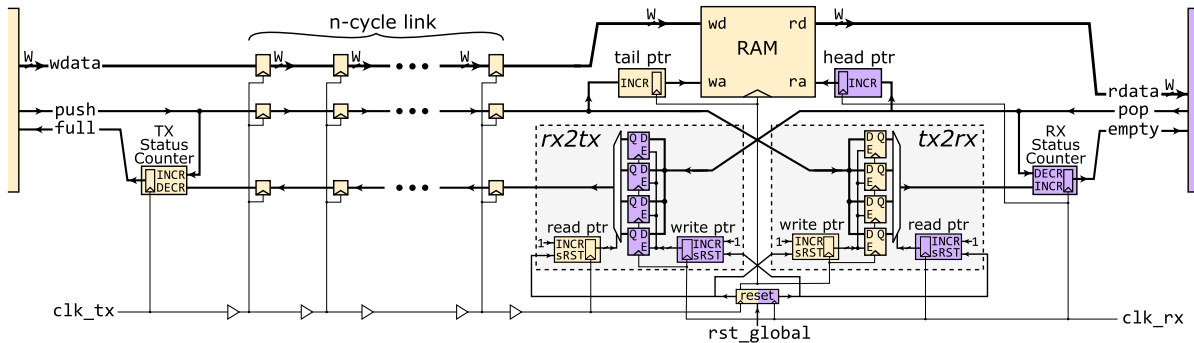 n-cycle link
W
wd
rd
W
RAM
W
wdata
W
W
W
tail ptr
head ptr
INCR
wa
ra
INCR
W
rdata
push
pop
full
empty
TX
Status
Counter
INCR
DECR
rx2tx
tx2rx
RX
Status
Counter
DECR
INCR
Q D
E
Q D
E
Q D
E
Q D
E
D Q
E
D Q
E
D Q
E
D Q
E
read ptr
write ptr
write ptr
read ptr
1
INCR
sRST
INCR
sRST
1
1
INCR
sRST
INCR
sRST
1
reset
clk_tx
clk_rx
rst_global